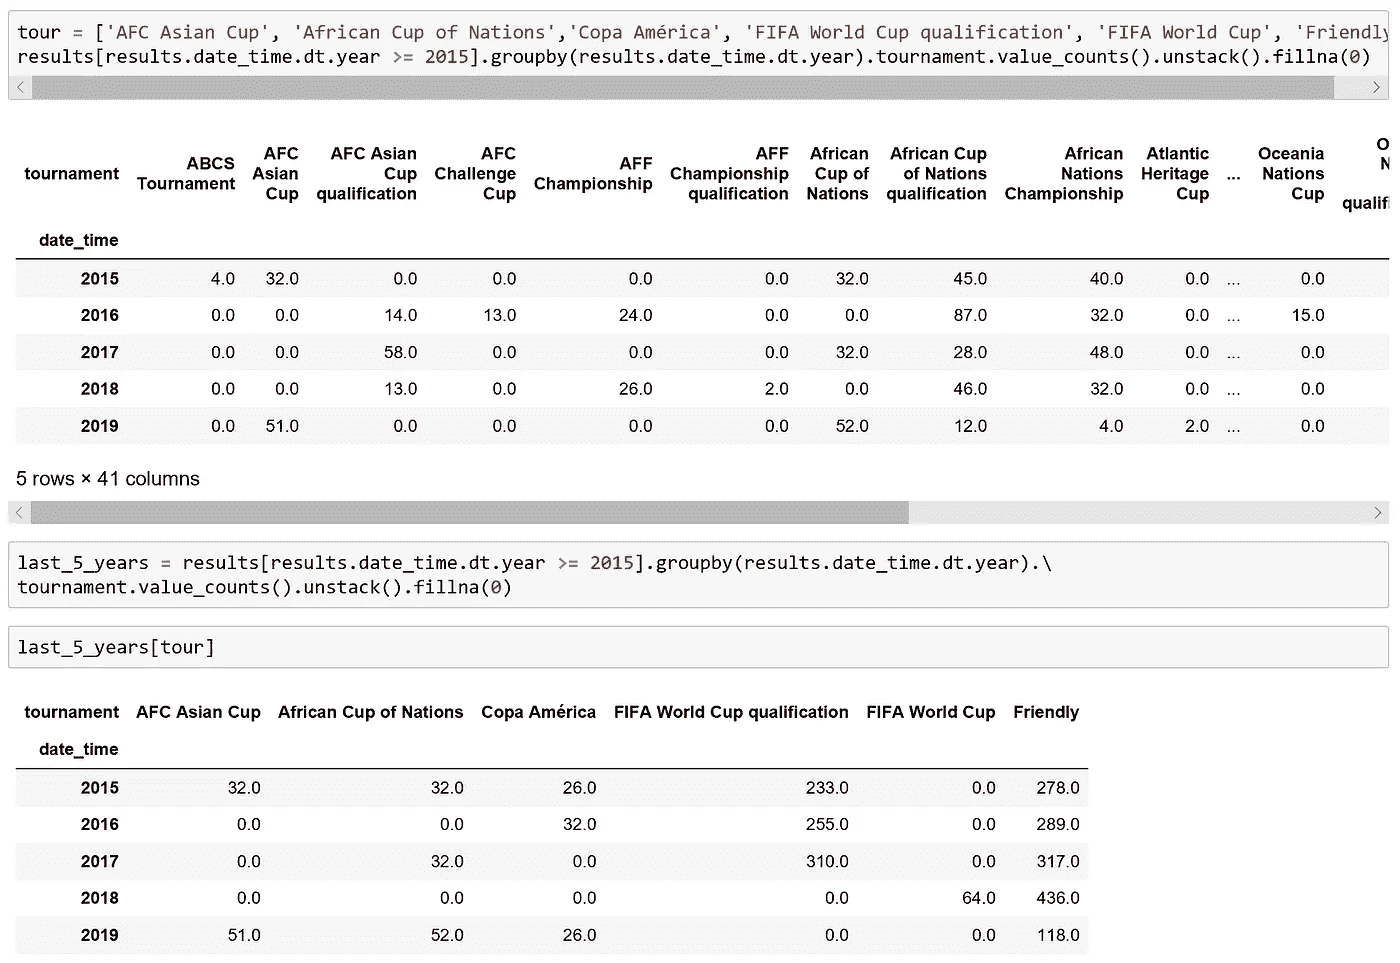 tour = ['AFC Asian Cup', 'African Cup of Nations','Copa América', 'FIFA World Cup qualification', 'FIFA World Cup', 'Friendly
results[results.date_time.dt.year >= 2015].groupby(results.date_time.dt.year).tournament.value_counts().unstack().fillna(0)
tournament ABCS Tournament AFC Asian Cup AFC Asian Cup qualification AFC Challenge Cup AFF Championship AFF Championship qualification African Cup of Nations African Cup of Nations qualification African Nations Championship Atlantic Heritage Cup ... Oceania Nations Cup O N qualifi
date_time
2015 4.0 32.0 0.0 0.0 0.0 0.0 32.0 45.0 40.0 0.0 ... 0.0
2016 0.0 0.0 14.0 13.0 24.0 0.0 0.0 87.0 32.0 0.0 ... 15.0
2017 0.0 0.0 58.0 0.0 0.0 0.0 32.0 28.0 48.0 0.0 ... 0.0
2018 0.0 0.0 13.0 0.0 26.0 2.0 0.0 46.0 32.0 0.0 ... 0.0
2019 0.0 51.0 0.0 0.0 0.0 0.0 52.0 12.0 4.0 2.0 ... 0.0
5 rows × 41 columns
last_5_years = results[results.date_time.dt.year >= 2015].groupby(results.date_time.dt.year).\
tournament.value_counts().unstack().fillna(0)
last_5_years[tour]
tournament AFC Asian Cup African Cup of Nations Copa América FIFA World Cup qualification FIFA World Cup Friendly
date_time
2015 32.0 32.0 26.0 233.0 0.0 278.0
2016 0.0 0.0 32.0 255.0 0.0 289.0
2017 0.0 32.0 0.0 310.0 0.0 317.0
2018 0.0 0.0 0.0 0.0 64.0 436.0
2019 51.0 52.0 26.0 0.0 0.0 118.0